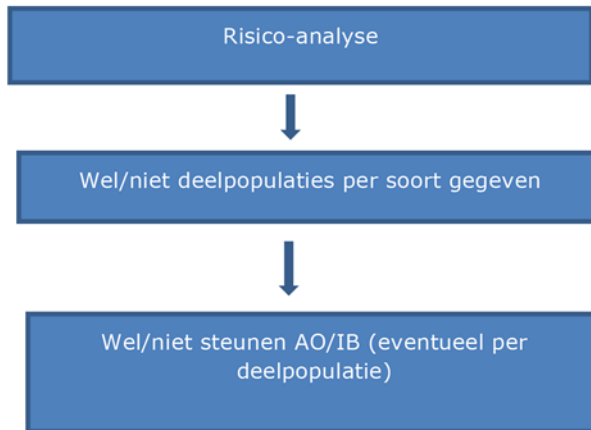 Risico-analyse
Wel/niet deelpopulaties per soort gegeven
Wel/niet steunen AO/IB (eventueel per
deelpopulatie)